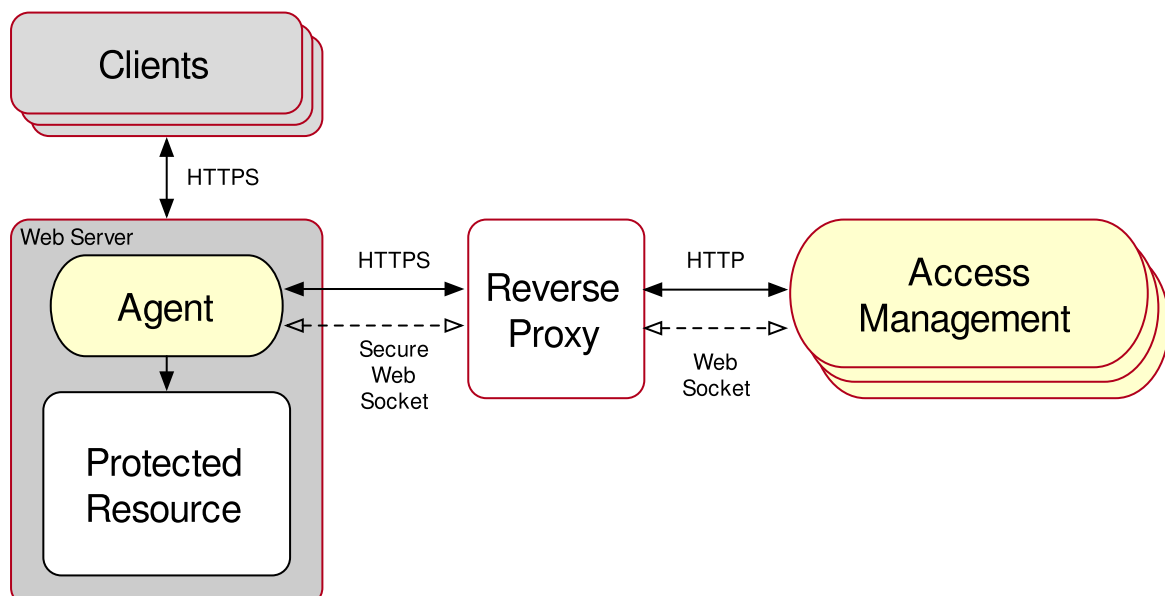 Clients
HTTPS
Web Server
Agent
HTTPS
Secure
Web
Socket
Reverse
Proxy
HTTP
Web
Socket
Access
Management
Protected
Resource